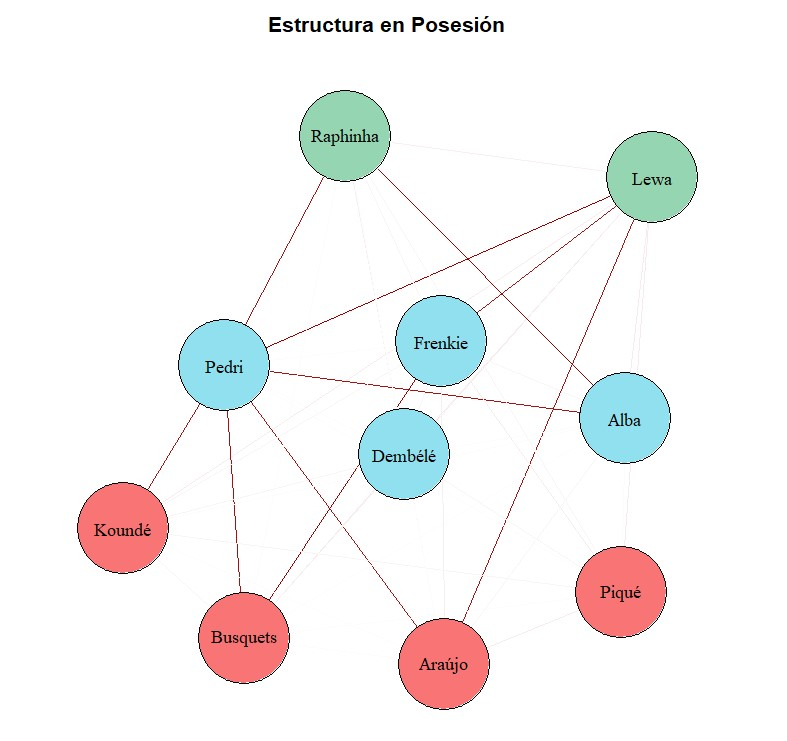 Estructura en Posesión
Raphinha
Lewa
Frenkie
Pedri
Alba
Dembélé
Koundé
Piqué
Busquets
Araújo